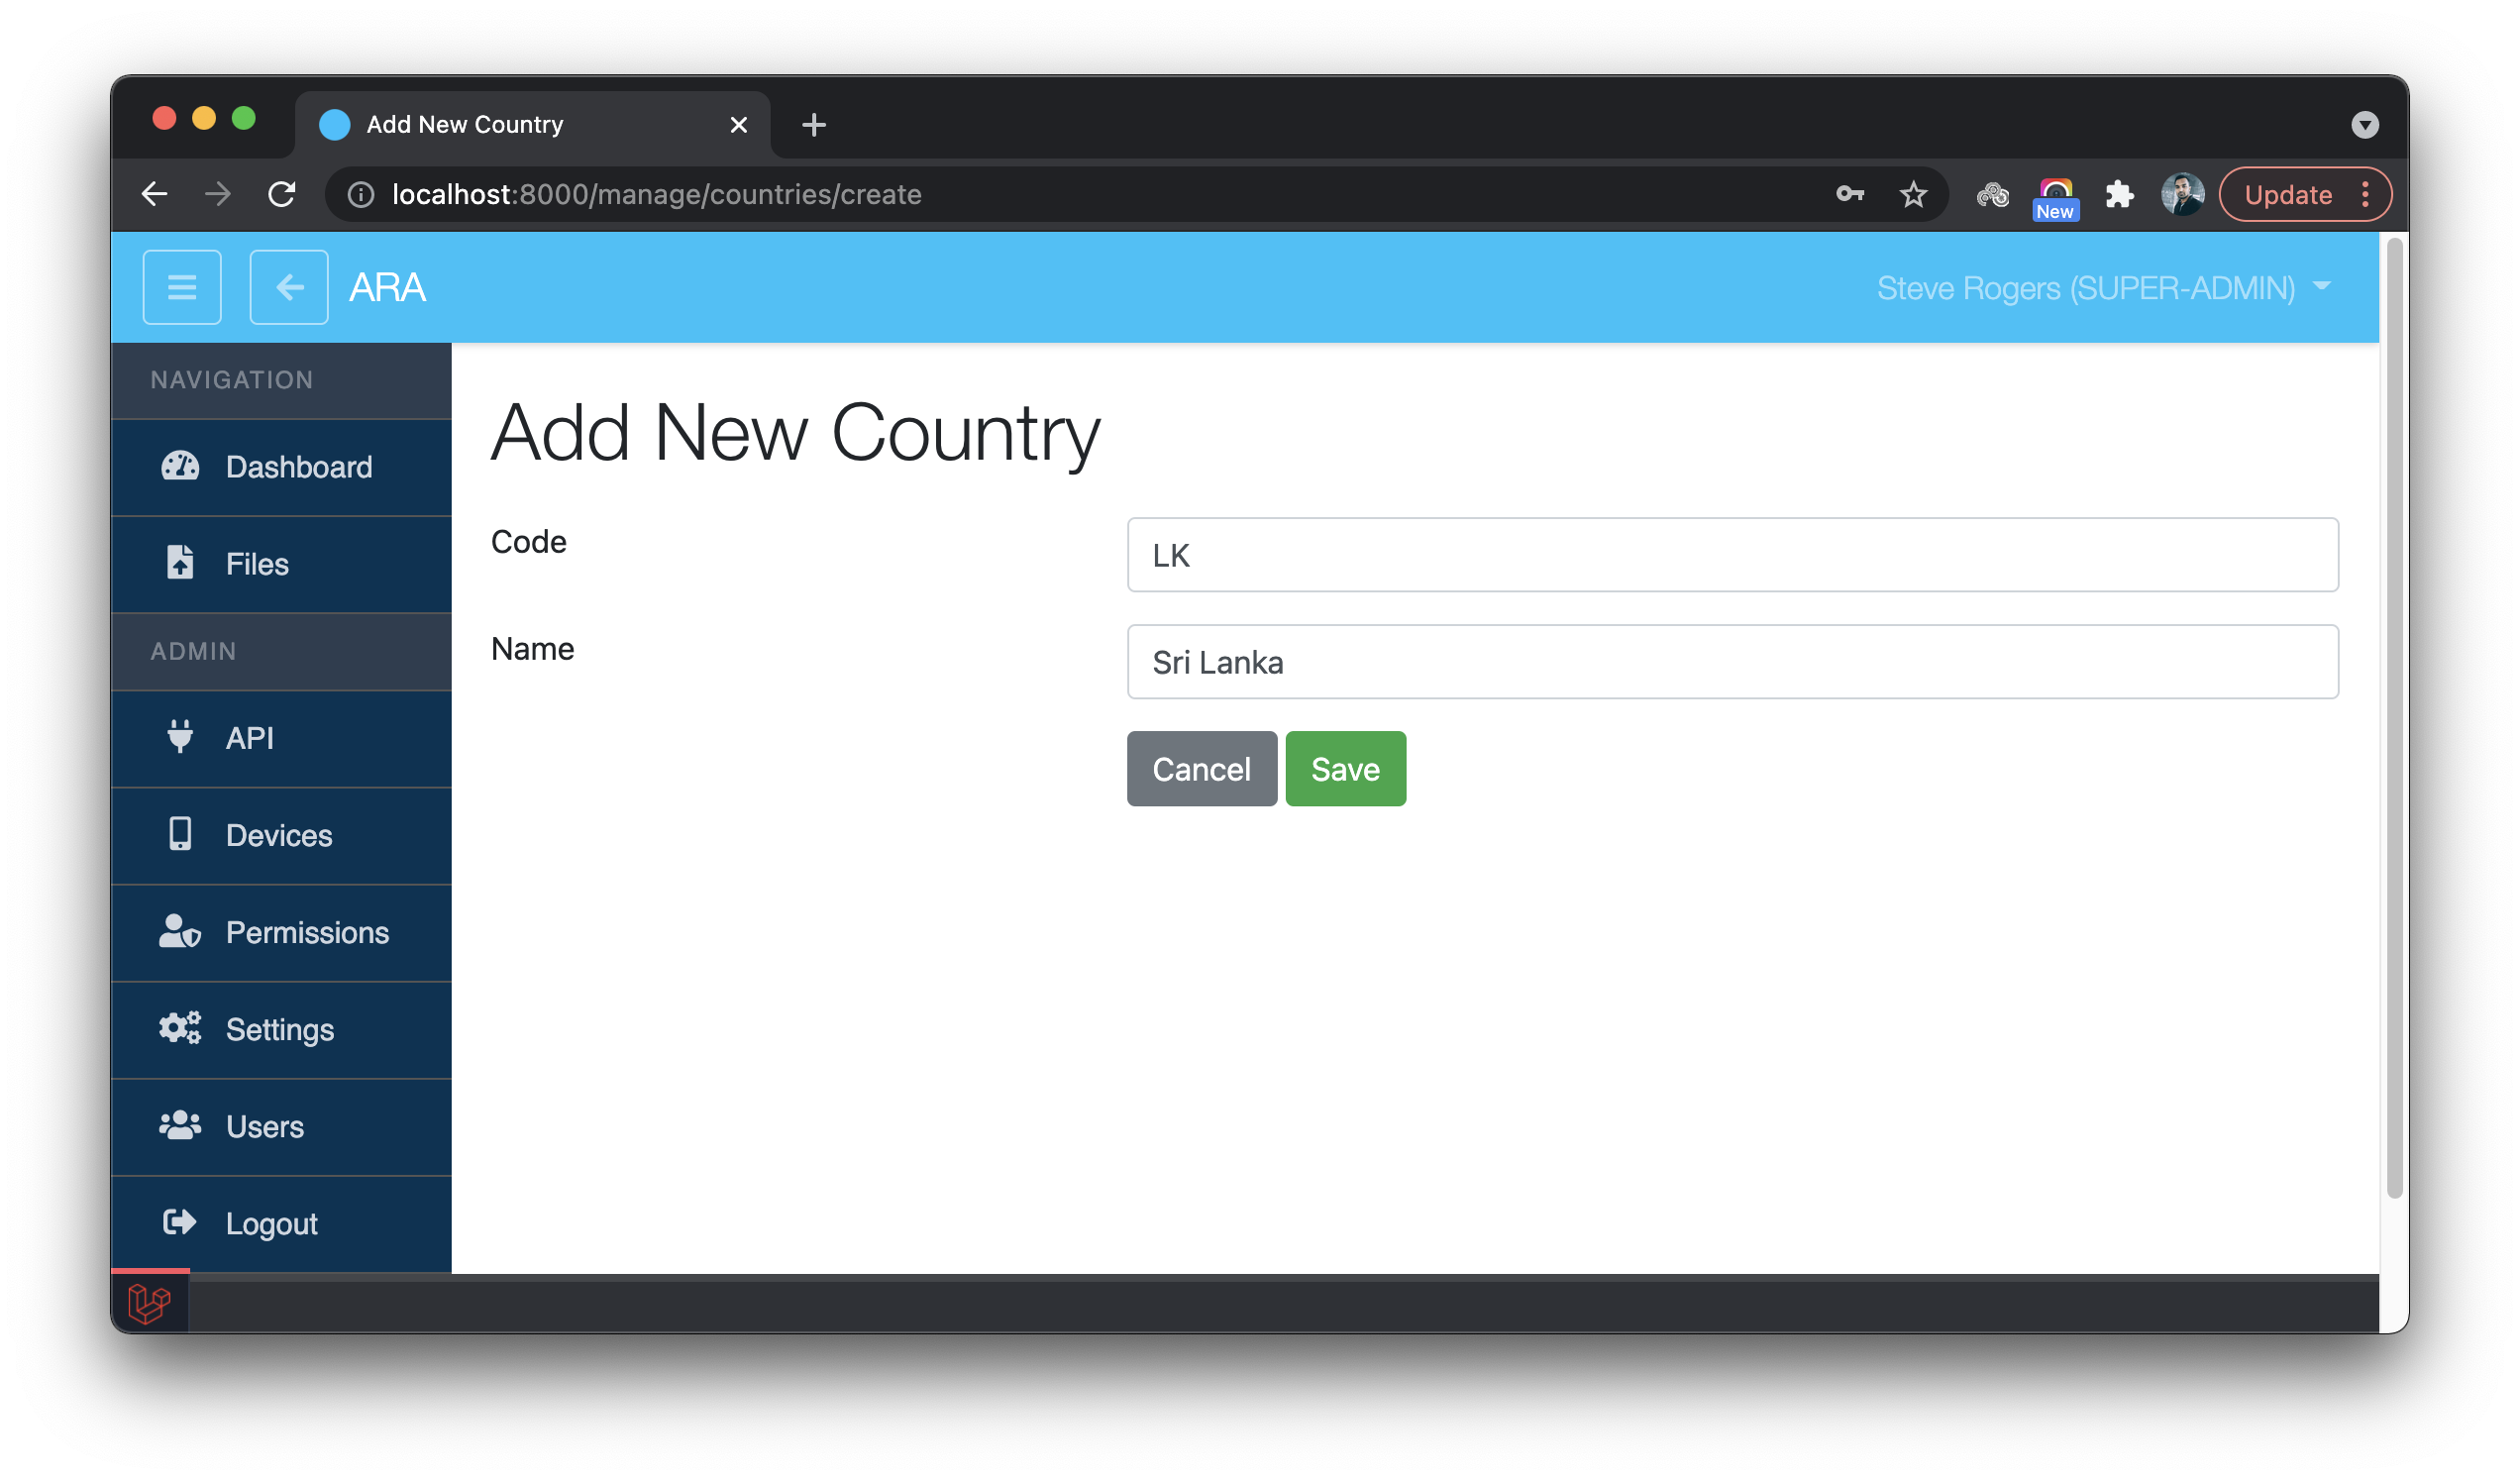 Add New Country
localhost:8000/manage/countries/create
New
Update
ARA
Steve Rogers (SUPER-ADMIN)
NAVIGATION
Dashboard
Files
ADMIN
API
Devices
Permissions
Settings
Users
Logout
Add New Country
Code
LK
Name
Sri Lanka
Cancel Save